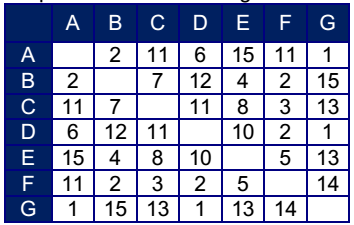 A B C D E F G
A 2 11 6 15 11 1
B 2 7 12 4 2 15
C 11 7 11 8 3 13
D 6 12 11 10 2 1
E 15 4 8 10 5 13
F 11 2 3 2 5 14
G 1 15 13 1 13 14